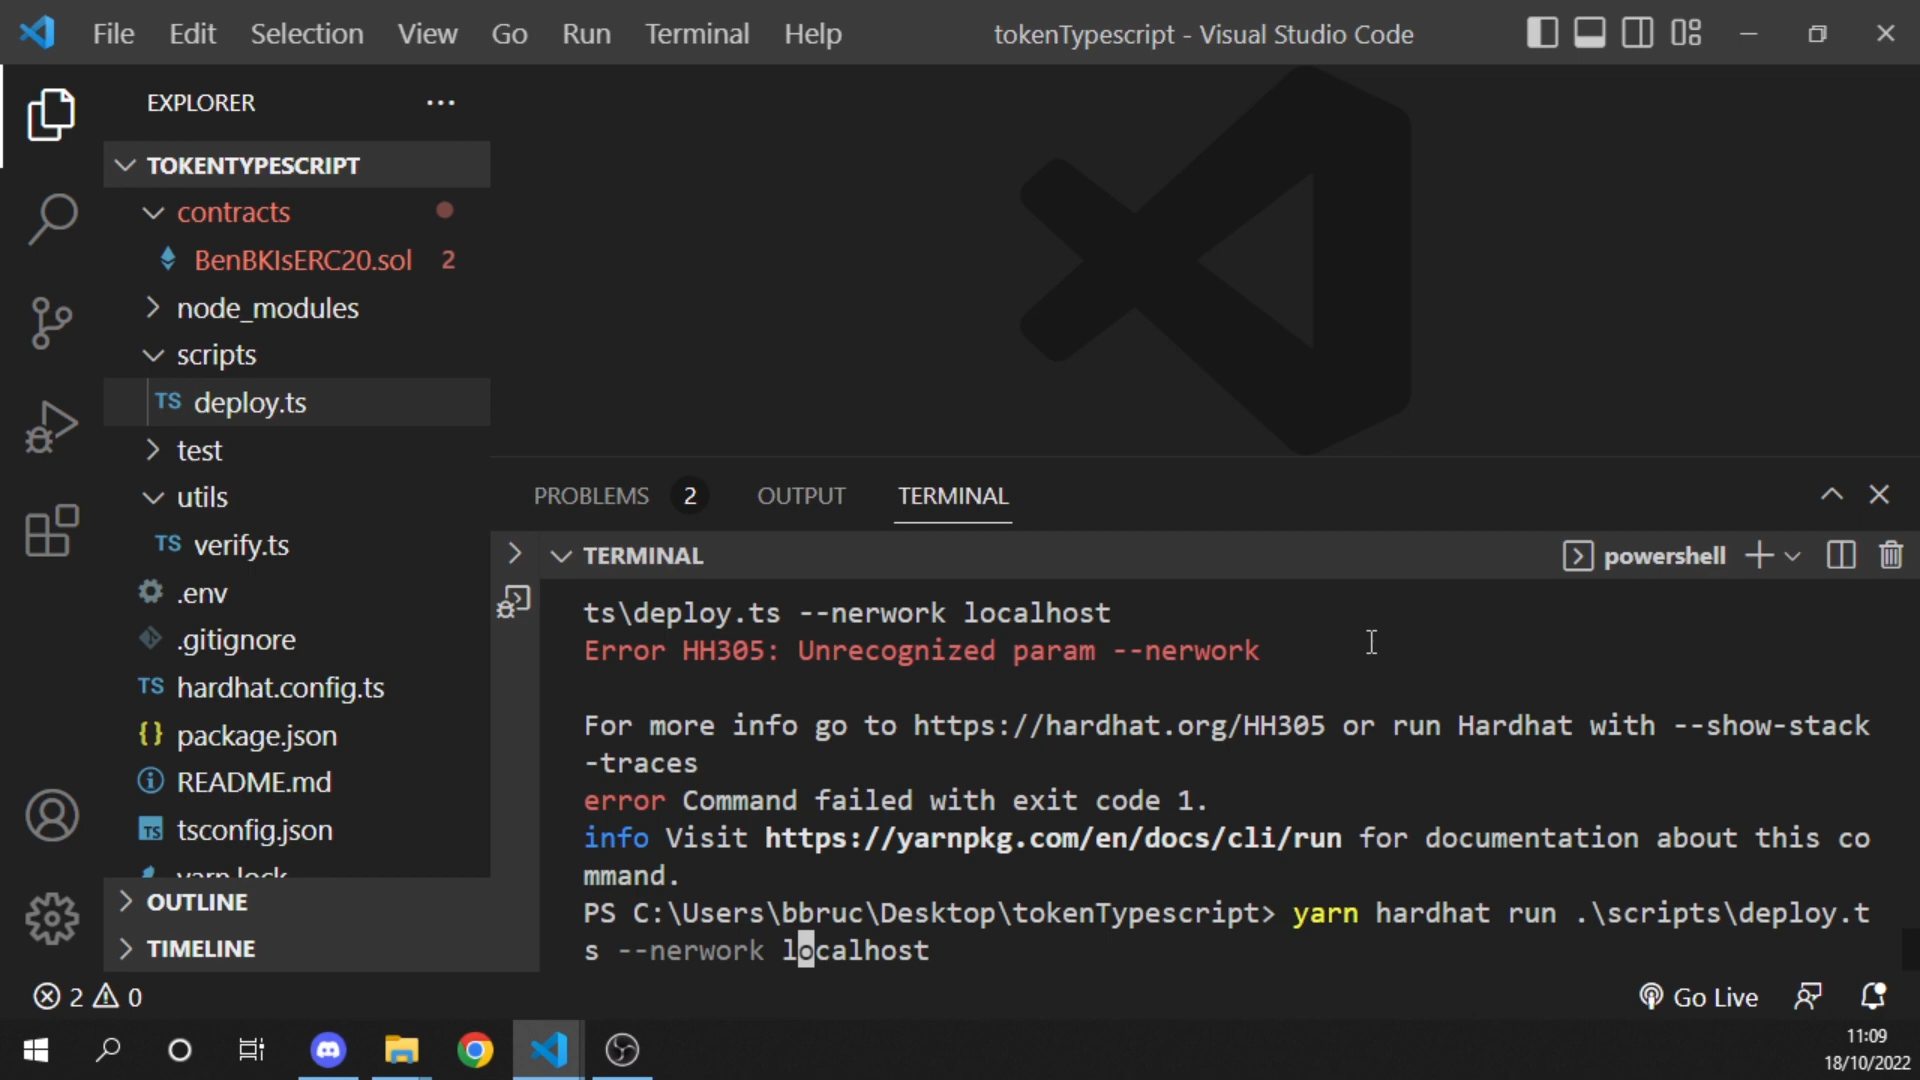 File Edit Selection View Go Run Terminal Help
tokenTypescript - Visual Studio Code
EXPLORER
TOKENTYPESCRIPT
contracts
BenBKIsERC20.sol 2
node_modules
scripts
TS deploy.ts
test
utils
TS verify.ts
.env
.gitignore
TS hardhat.config.ts
{} package.json
README.md
TS tsconfig.json
yarn.lock
OUTLINE
TIMELINE
PROBLEMS 2 OUTPUT TERMINAL
TERMINAL
powershell
ts\deploy.ts --nerwork localhost
Error HH305: Unrecognized param --nerwork
For more info go to https://hardhat.org/HH305 or run Hardhat with --show-stack
-traces
error Command failed with exit code 1.
info Visit https://yarnpkg.com/en/docs/cli/run for documentation about this co
mmand.
PS C:\Users\bbruc\Desktop\tokenTypescript> yarn hardhat run .\scripts\deploy.t
s --nerwork localhost
2 0
Go Live
11:09
18/10/2022